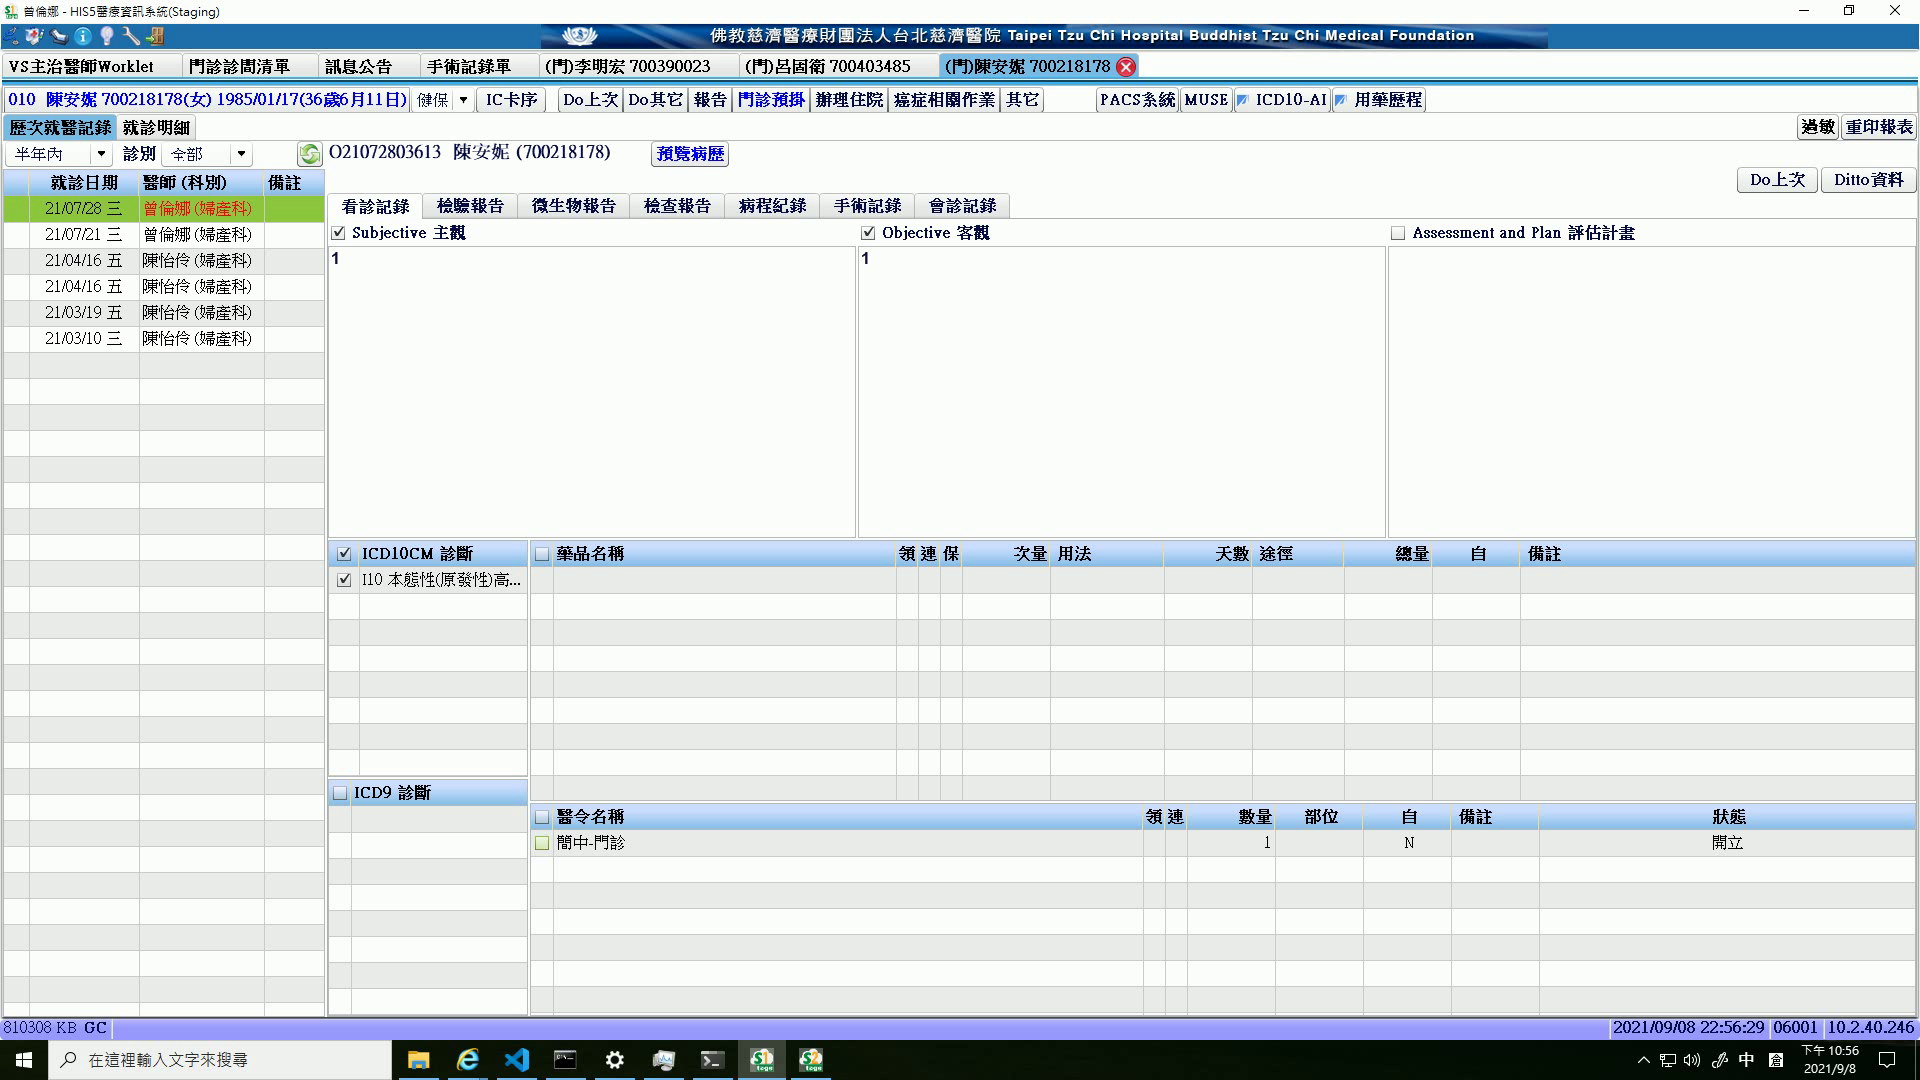 曾倫娜 - HIS5醫療資訊系統(Staging)
佛教慈濟醫療財團法人台北慈濟醫院 Taipei Tzu Chi Hospital Buddhist Tzu Chi Medical Foundation
VS主治醫師Worklet 門診診間清單 訊息公告 手術記錄單 (門)李明宏 700390023 (門)呂固衛 700403485 (門)陳安妮 700218178
010 陳安妮 700218178(女) 1985/01/17(36歲6月11日) 健保 IC卡序 Do上次 Do其它 報告 門診預掛 辦理住院 癌症相關作業 其它 PACS系統 MUSE ICD10-AI 用藥歷程
歷次就醫記錄 就診明細 過敏 重印報表
半年內 診別 全部 O21072803613 陳安妮 (700218178) 預覽病歷
Do上次 Ditto資料
就診日期 醫師 (科別) 備註
21/07/28 三 曾倫娜 (婦產科)
21/07/21 三 曾倫娜 (婦產科)
21/04/16 五 陳怡伶 (婦產科)
21/04/16 五 陳怡伶 (婦產科)
21/03/19 五 陳怡伶 (婦產科)
21/03/10 三 陳怡伶 (婦產科)
看診記錄 檢驗報告 微生物報告 檢查報告 病程紀錄 手術記錄 會診記錄
Subjective 主觀 Objective 客觀 Assessment and Plan 評估計畫
1 1
ICD10CM 診斷
I10 本態性(原發性)高...
藥品名稱 領 連 保 次量 用法 天數 途徑 總量 自 備註
ICD9 診斷
醫令名稱 領 連 數量 部位 自 備註 狀態
簡中-門診 1 N 開立
810308 KB GC 2021/09/08 22:56:29 06001 10.2.40.246
在這裡輸入文字來搜尋 中 下午 10:56
2021/9/8